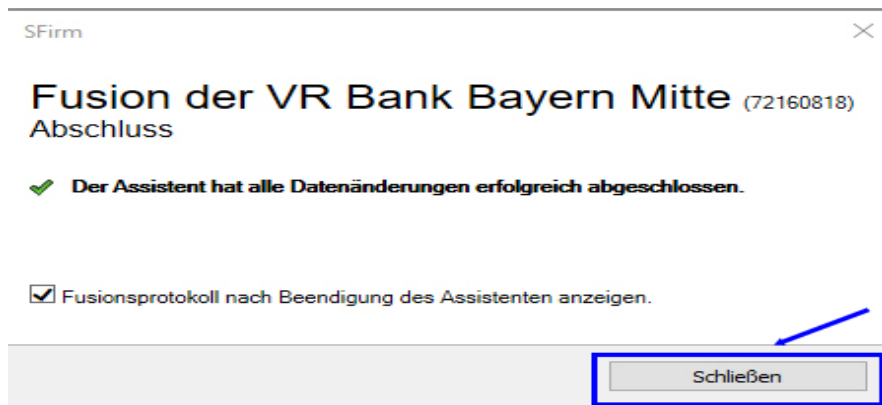 SFirm
Fusion der VR Bank Bayern Mitte (72160818)
Abschluss
Der Assistent hat alle Datenänderungen erfolgreich abgeschlossen.
Fusionsprotokoll nach Beendigung des Assistenten anzeigen.
Schließen